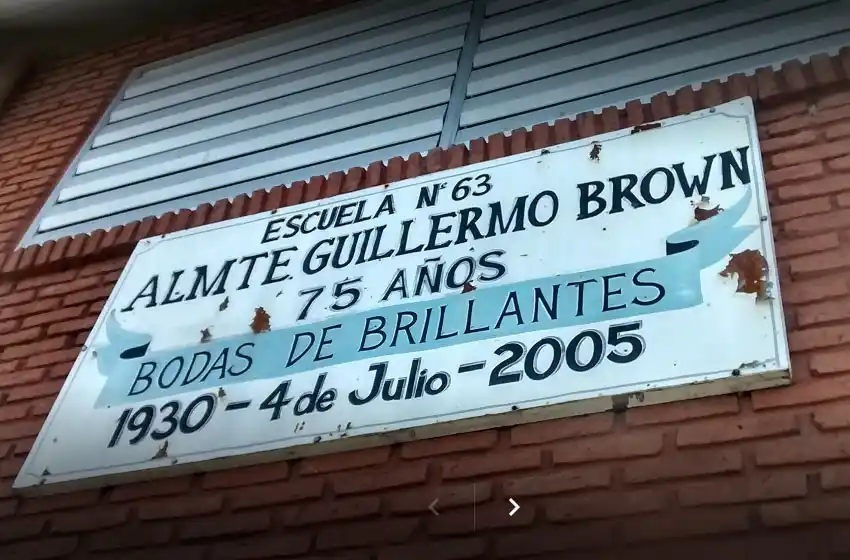 ESCUELA Nº 63
ALMTE. GUILLERMO BROWN
75 AÑOS
BODAS DE BRILLANTES
1930 - 4 de Julio - 2005